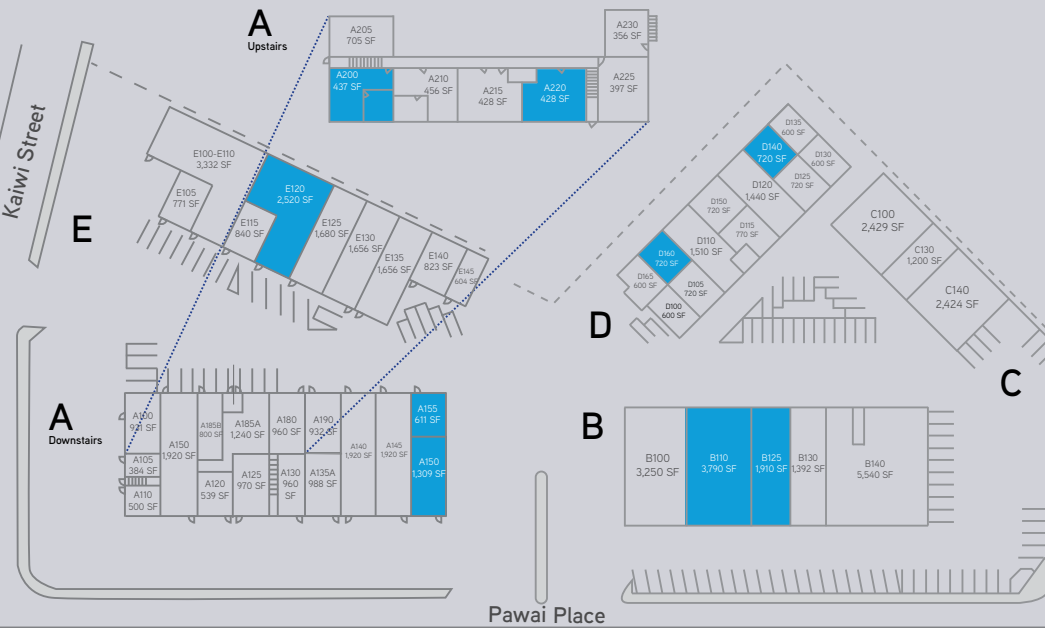 A
Upstairs
A205
705 SF
A230
356 SF
A200
437 SF
A210
456 SF
A215
428 SF
A220
428 SF
A225
397 SF
Kaiwi Street
E
E100-E110
3,332 SF
E105
771 SF
E115
840 SF
E120
2,520 SF
E125
1,680 SF
E130
1,656 SF
E135
1,656 SF
E140
823 SF
E145
604 SF
D
D135
600 SF
D140
720 SF
D130
600 SF
D125
720 SF
D120
1,440 SF
D150
720 SF
D115
770 SF
D110
1,510 SF
D160
720 SF
D165
600 SF
D105
720 SF
D100
600 SF
C
C100
2,429 SF
C130
1,200 SF
C140
2,424 SF
A
Downstairs
A100
921 SF
A105
384 SF
A110
500 SF
A150
1,920 SF
A185B
800 SF
A185A
1,240 SF
A120
539 SF
A125
970 SF
A180
960 SF
A130
960
SF
A190
932 SF
A135A
988 SF
A140
1,920 SF
A145
1,920 SF
A155
611 SF
A150
1,309 SF
B
B100
3,250 SF
B110
3,790 SF
B125
1,910 SF
B130
1,392 SF
B140
5,540 SF
Pawai Place